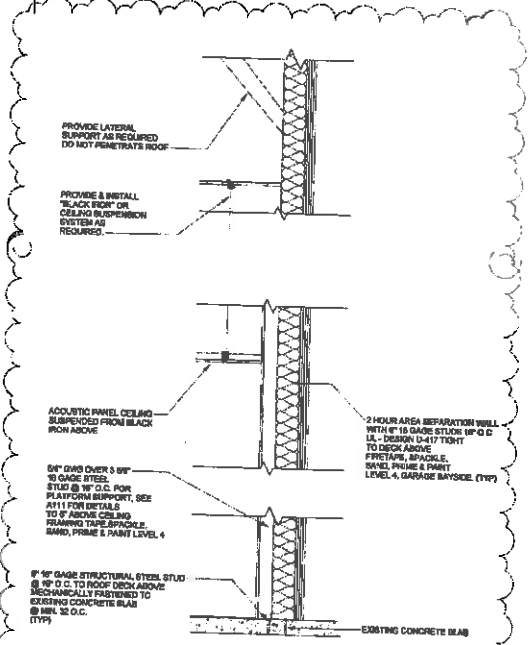 PROVIDE LATERAL
SUPPORT AS REQUIRED
DO NOT PENETRATE ROOF
PROVIDE & INSTALL
"BLACK IRON" OR
CEILING SUSPENSION
SYSTEM AS
REQUIRED.
ACOUSTIC PANEL CEILING
SUSPENDED FROM BLACK
IRON ABOVE
2 HOUR AREA SEPARATION WALL
WITH 6" 16 GAGE STUDS 16" O.C
UL - DESIGN U-417 TIGHT
TO DECK ABOVE
FIRETAPE, SPACKLE,
SAND, PRIME & PAINT
LEVEL 4, GARAGE BAYSIDE. (TYP)
5/8" GWB OVER 3 5/8"
STEEL
STUD @ 16" O.C. FOR
PLATFORM SUPPORT, SEE
A111 FOR DETAILS
TO 6" ABOVE CEILING
FRAMING TAPE, SPACKLE,
SAND, PRIME & PAINT LEVEL 4
GAGE STRUCTURAL STEEL STUD
@ 16" O.C. TO ROOF DECK ABOVE
MECHANICALLY FASTENED TO
EXISTING CONCRETE SLAB
@ MIN. 32 O.C.
(TYP)
EXISTING CONCRETE SLAB